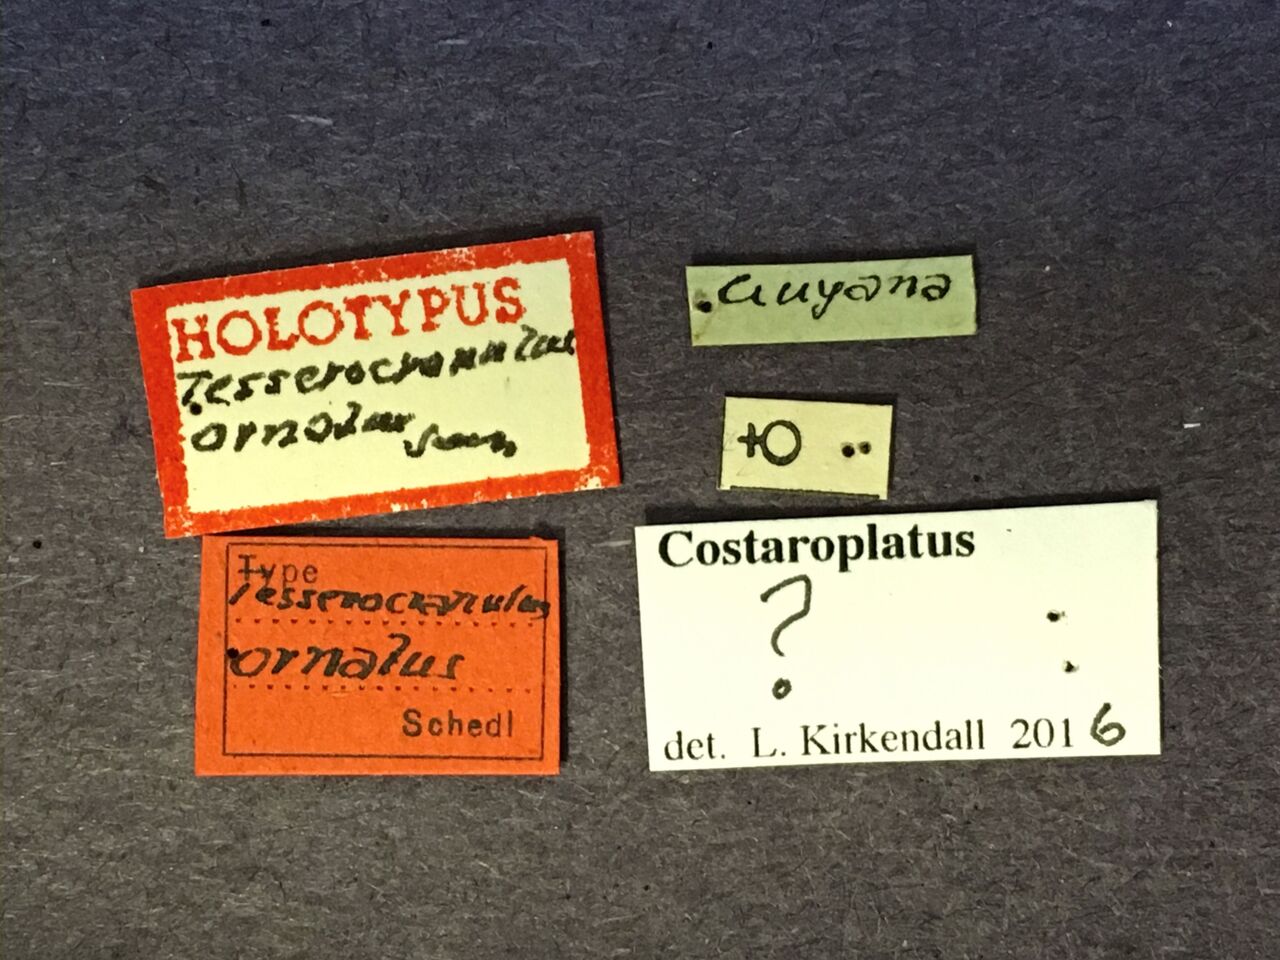 HOLOTYPUS
Tesserocranulus
ornatus
Guyana
♀
Type
Tesserocranulus
ornatus
Schedl
Costaroplatus
?
det. L. Kirkendall 2016